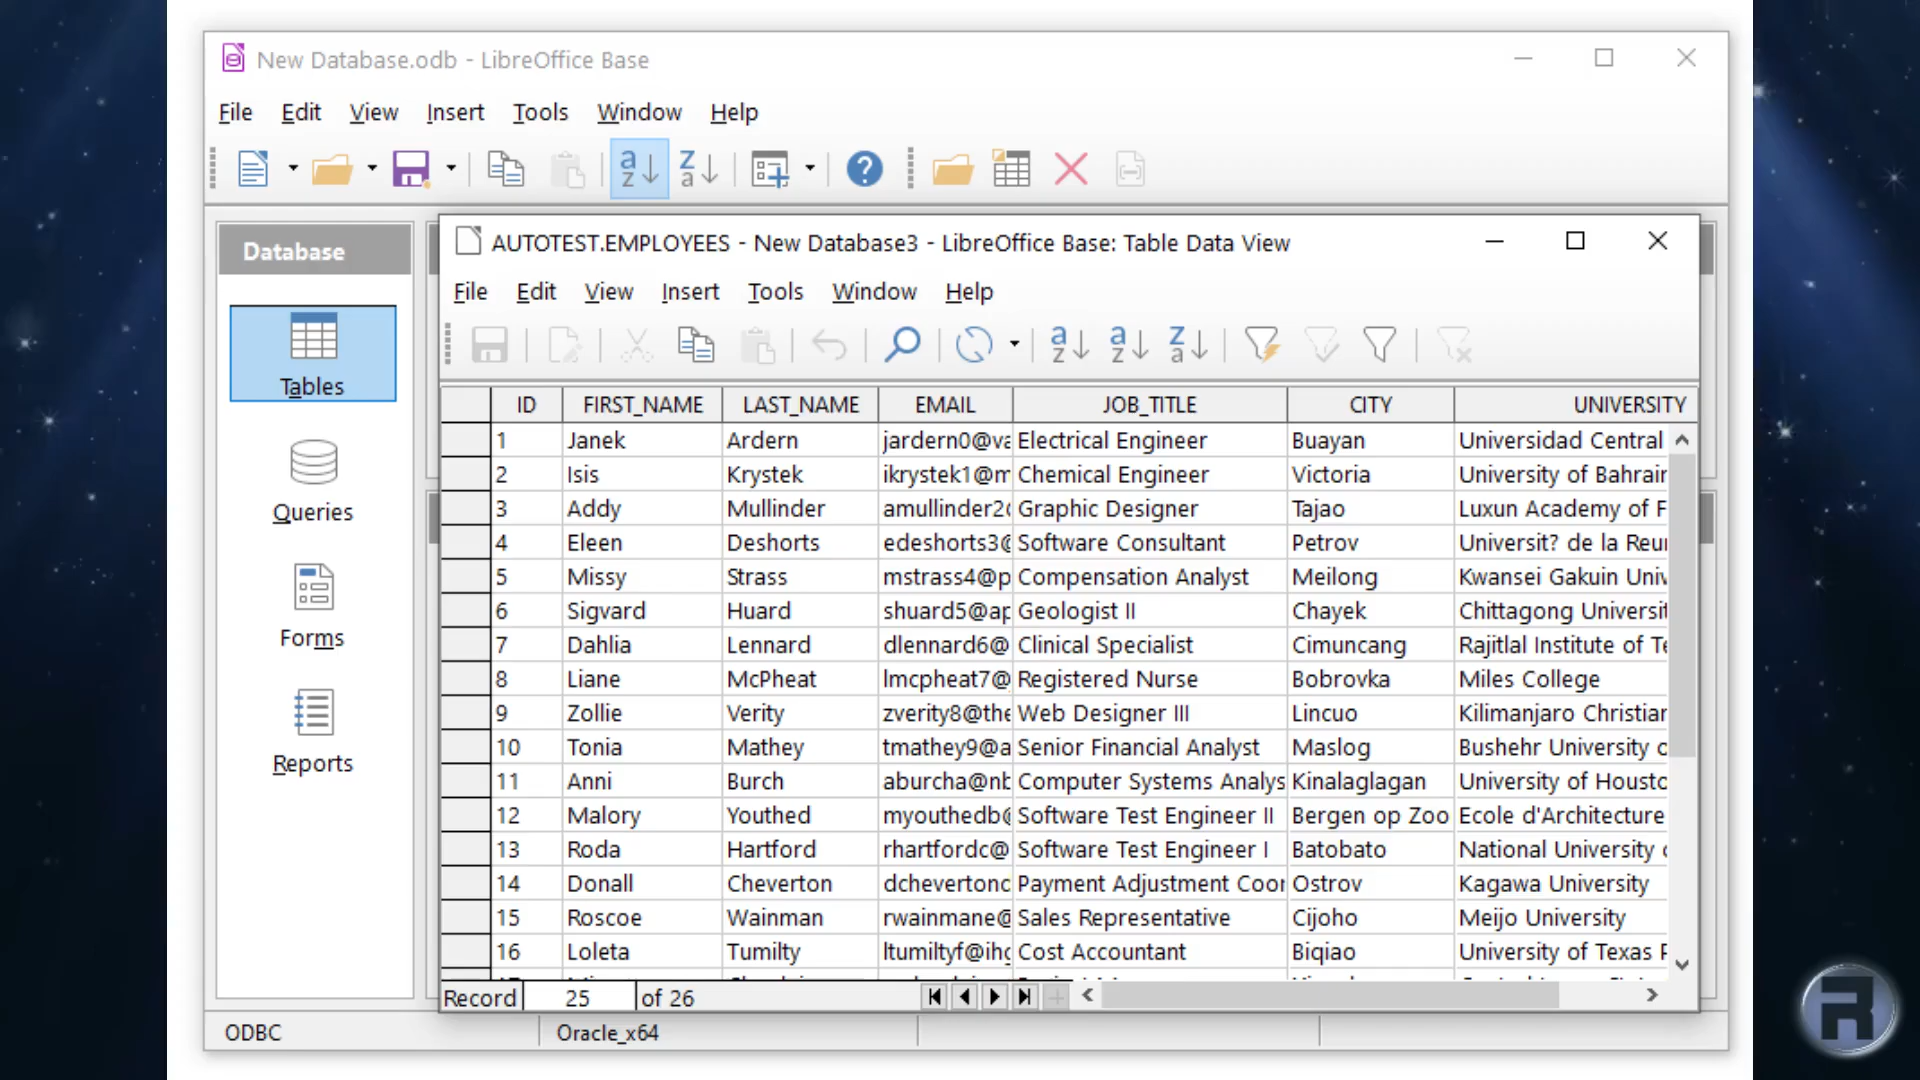 New Database.odb - LibreOffice Base
File Edit View Insert Tools Window Help
Database
Tables
Queries
Forms
Reports
AUTOTEST.EMPLOYEES - New Database3 - LibreOffice Base: Table Data View
File Edit View Insert Tools Window Help
ID FIRST_NAME LAST_NAME EMAIL JOB_TITLE CITY UNIVERSITY
1 Janek Ardern jardern0@va Electrical Engineer Buayan Universidad Central
2 Isis Krystek ikrystek1@m Chemical Engineer Victoria University of Bahrain
3 Addy Mullinder amullinder2 Graphic Designer Tajao Luxun Academy of F
4 Eleen Deshorts edeshorts3@ Software Consultant Petrov Universit? de la Reu
5 Missy Strass mstrass4@p Compensation Analyst Meilong Kwansei Gakuin Univ
6 Sigvard Huard shuard5@ap Geologist II Chayek Chittagong Universit
7 Dahlia Lennard dlennard6@ Clinical Specialist Cimuncang Rajitlal Institute of Te
8 Liane McPheat lmcpheat7@ Registered Nurse Bobrovka Miles College
9 Zollie Verity zverity8@the Web Designer III Lincuo Kilimanjaro Christian
10 Tonia Mathey tmathey9@a Senior Financial Analyst Maslog Bushehr University o
11 Anni Burch aburcha@nb Computer Systems Analys Kinalaglagan University of Housto
12 Malory Youthed myouthedb@ Software Test Engineer II Bergen op Zoo Ecole d'Architecture
13 Roda Hartford rhartfordc@ Software Test Engineer I Batobato National University
14 Donall Cheverton dcheverton Payment Adjustment Coor Ostrov Kagawa University
15 Roscoe Wainman rwainmane@ Sales Representative Cijoho Meijo University
16 Loleta Tumilty ltumiltyf@ih Cost Accountant Biqiao University of Texas
Record 25 of 26
ODBC Oracle_x64